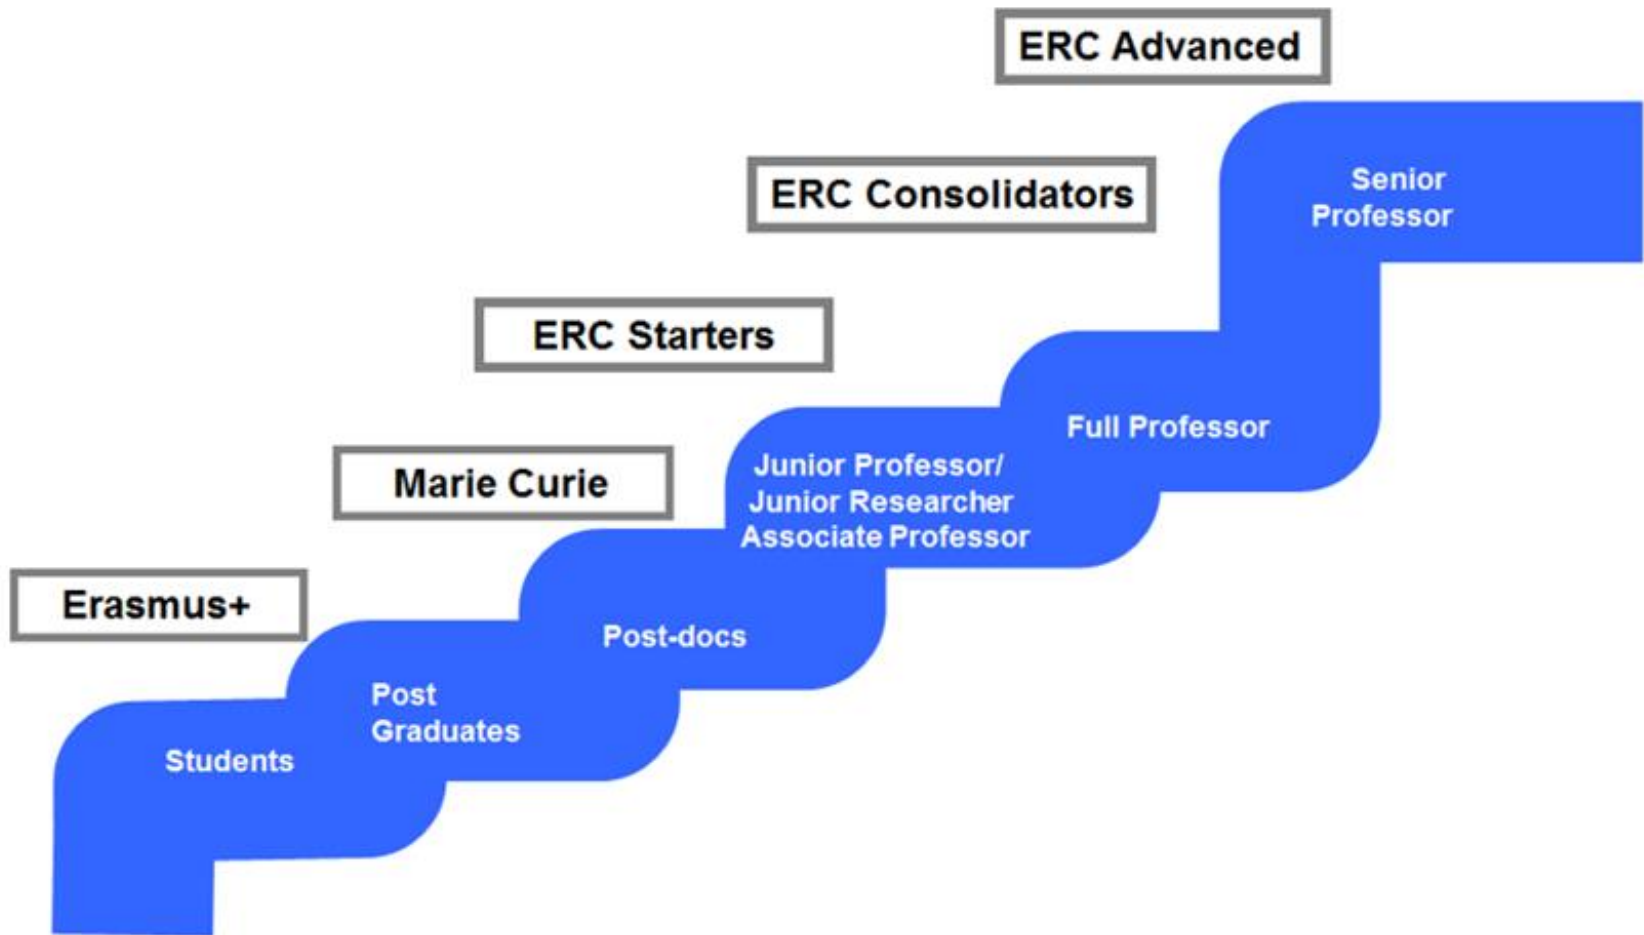 ERC Advanced
ERC Consolidators
Senior
Professor
ERC Starters
Full Professor
Marie Curie
Junior Professor/
Junior Researcher
Associate Professor
Erasmus+
Post-docs
Post
Graduates
Students